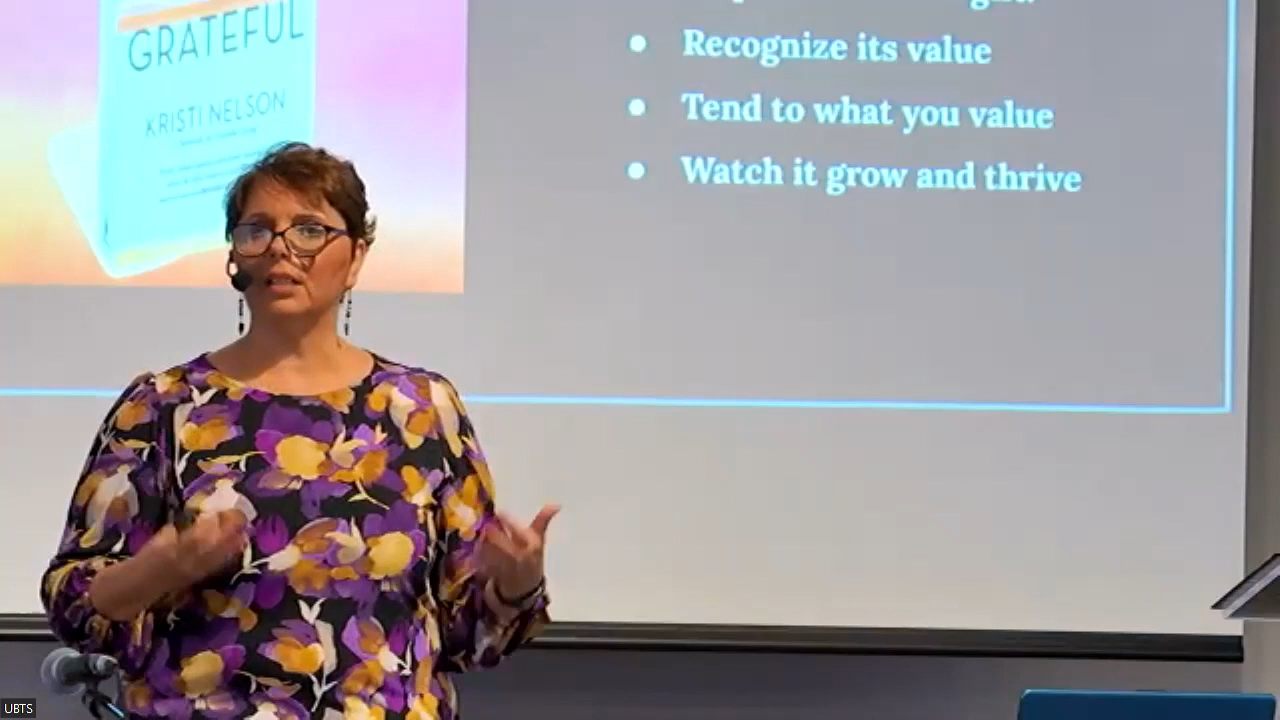 GRATEFUL
KRISTI NELSON
Recognize its value
Tend to what you value
Watch it grow and thrive
UBTS